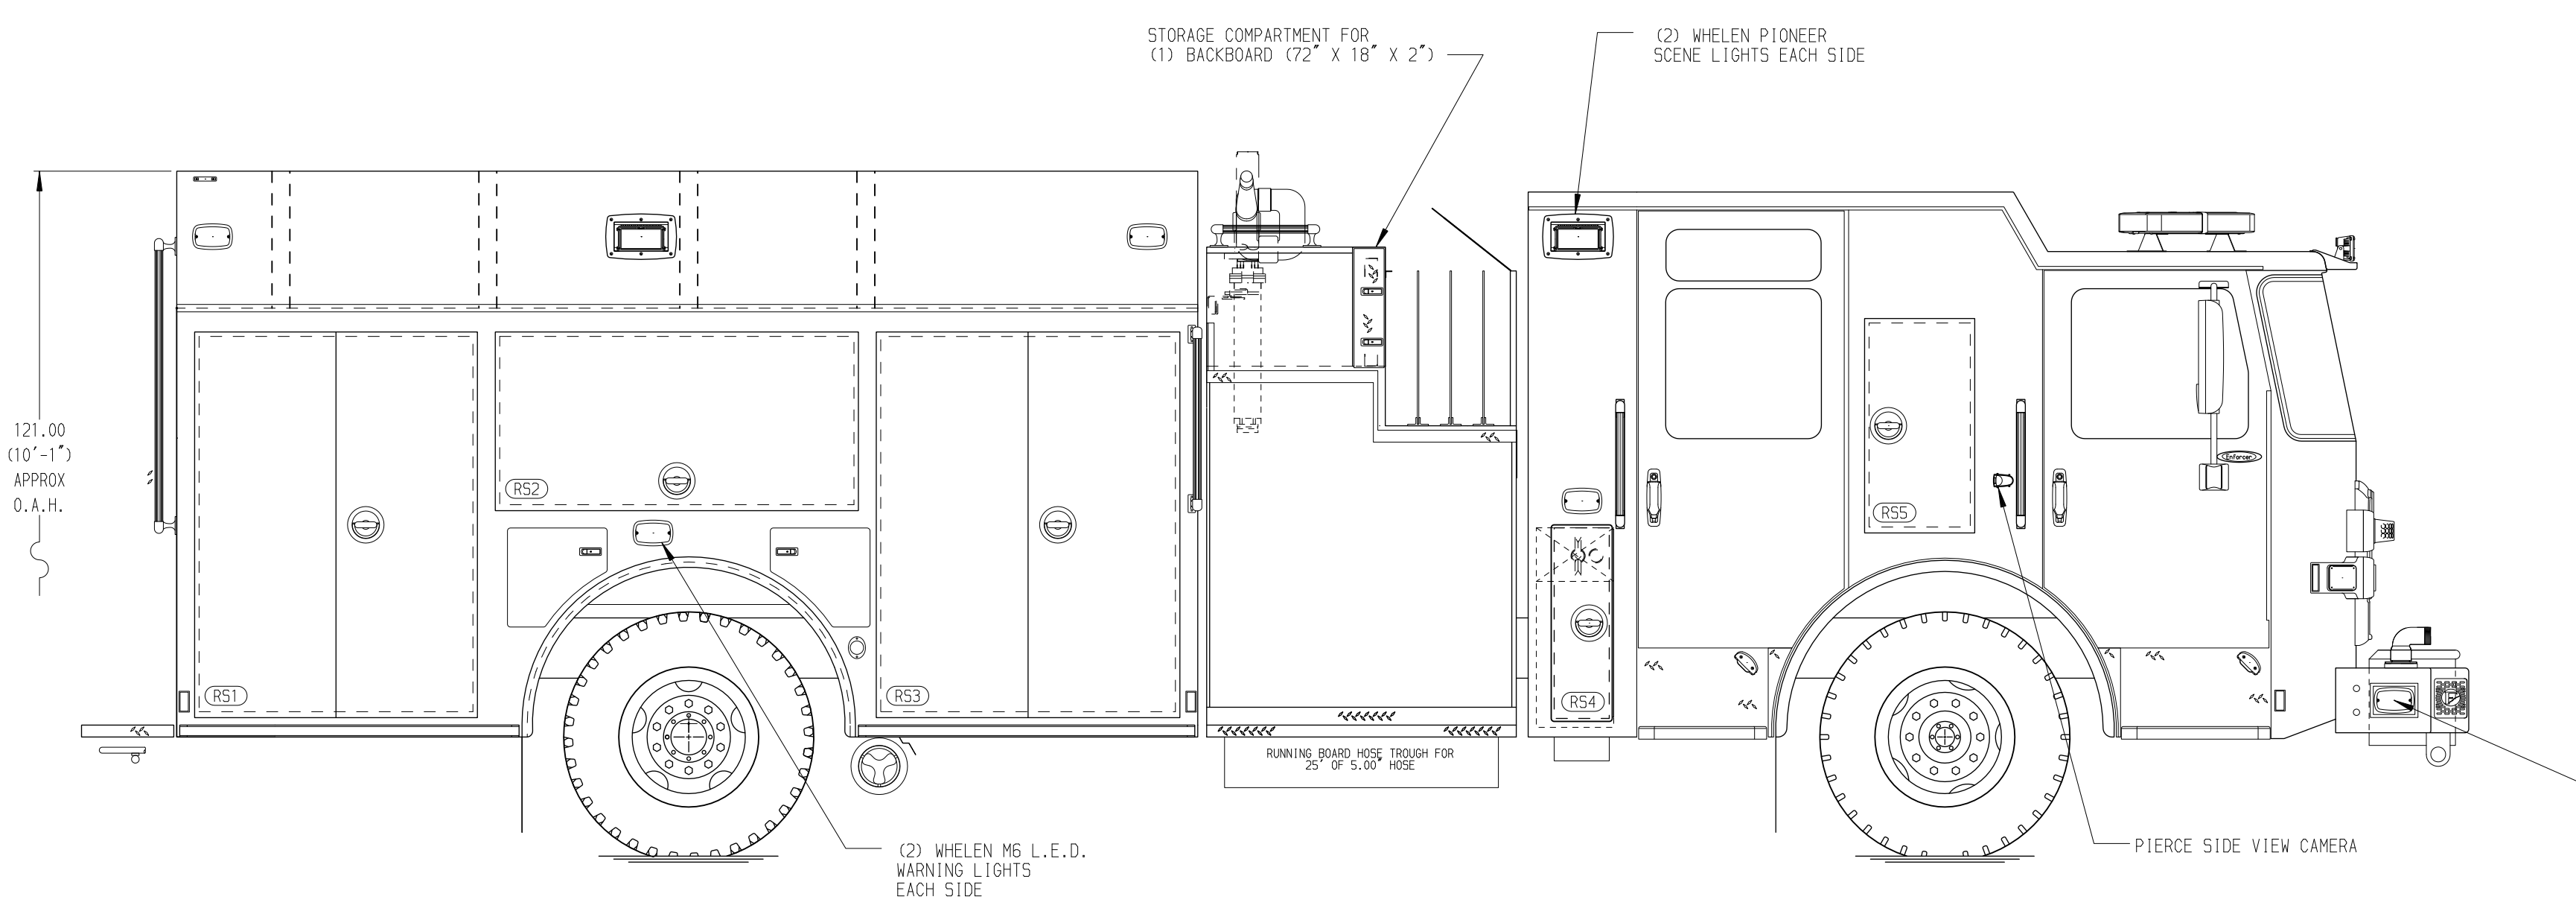 STORAGE COMPARTMENT FOR
(1) BACKBOARD (72" X 18" X 2")
(2) WHELEN PIONEER
SCENE LIGHTS EACH SIDE
121.00
(10'-1")
APPROX
O.A.H.
Enforcer
RS2
RS5
RS1
RS3
RS4
RUNNING BOARD HOSE TROUGH FOR
25' OF 5.00" HOSE
(2) WHELEN M6 L.E.D.
WARNING LIGHTS
EACH SIDE
PIERCE SIDE VIEW CAMERA